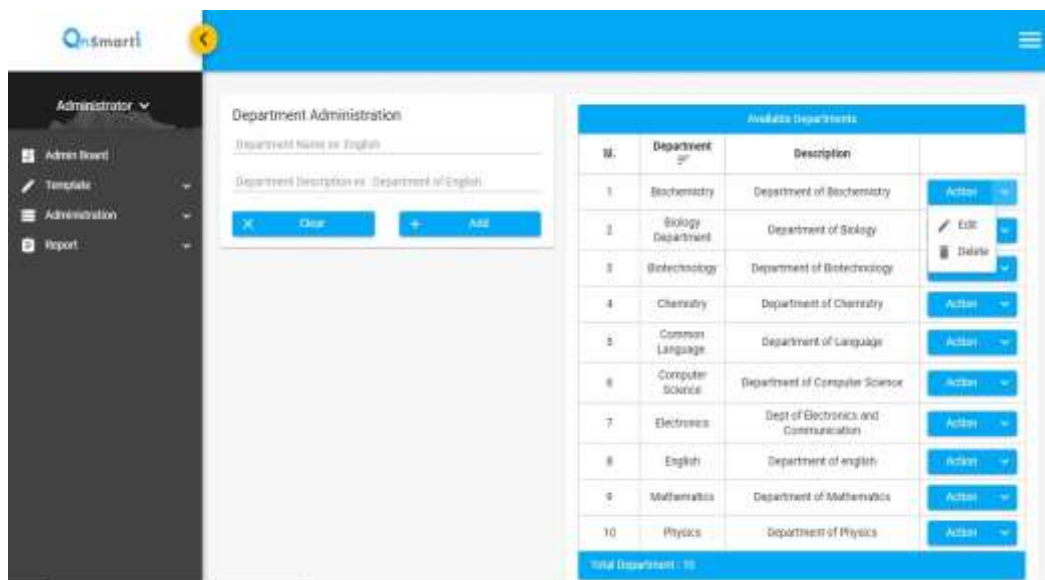 QnSmarti
Administrator
Admin Board
Template
Administration
Report
Department Administration
Department Name ex: English
Department Description ex : Department of English
Clear
Add
Available Departments
Department
Description
1 Biochemistry Department of Biochemistry Action
Edit
Delete
2 Biology Department Department of Biology
3 Biotechnology Department of Biotechnology
4 Chemistry Department of Chemistry Action
5 Common Language Department of Language Action
6 Computer Science Department of Computer Science Action
7 Electronics Dept of Electronics and Communication Action
8 English Department of english Action
9 Mathematics Department of Mathematics Action
10 Physics Department of Physics Action
Total Department : 10